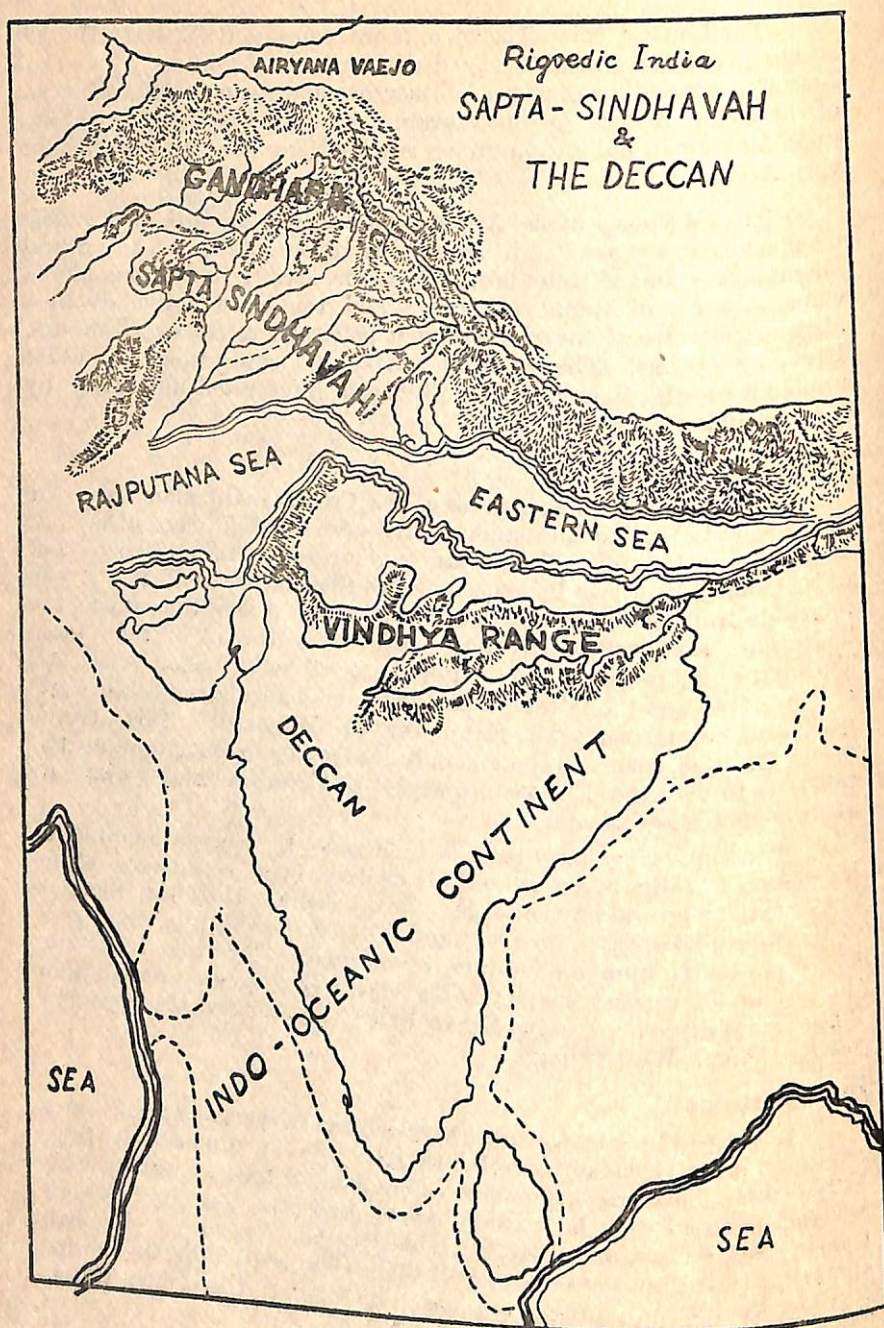 AIRYANA VAEJO
Rigvedic India
SAPTA - SINDHAVAH
&
THE DECCAN
GANDHARA
SAPTA SINDHAVAH
RAJPUTANA SEA
EASTERN SEA
VINDHYA RANGE
DECCAN
INDO - OCEANIC CONTINENT
SEA
SEA